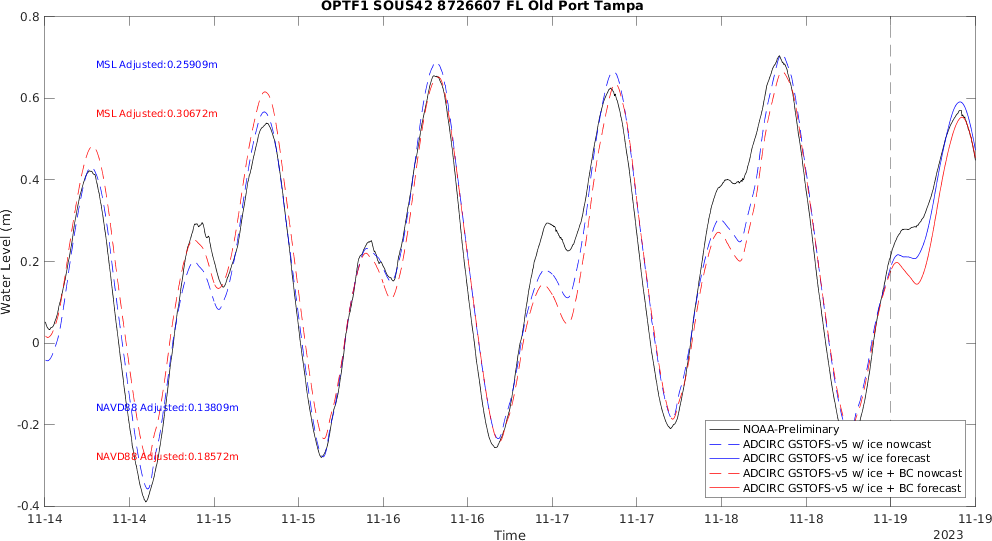 OPTF1 SOUS42 8726607 FL Old Port Tampa
0.8
0.6
0.4
0.2
0
-0.2
-0.4
Water Level (m)
MSL Adjusted:0.25909m
MSL Adjusted:0.30672m
NAVD88 Adjusted:0.13809m
NAVD88 Adjusted:0.18572m
NOAA-Preliminary
ADCIRC GSTOFS-v5 w/ ice nowcast
ADCIRC GSTOFS-v5 w/ ice forecast
ADCIRC GSTOFS-v5 w/ ice + BC nowcast
ADCIRC GSTOFS-v5 w/ ice + BC forecast
11-14 11-14 11-15 11-15 11-16 11-16 11-17 11-17 11-18 11-18 11-19 11-19
Time
2023